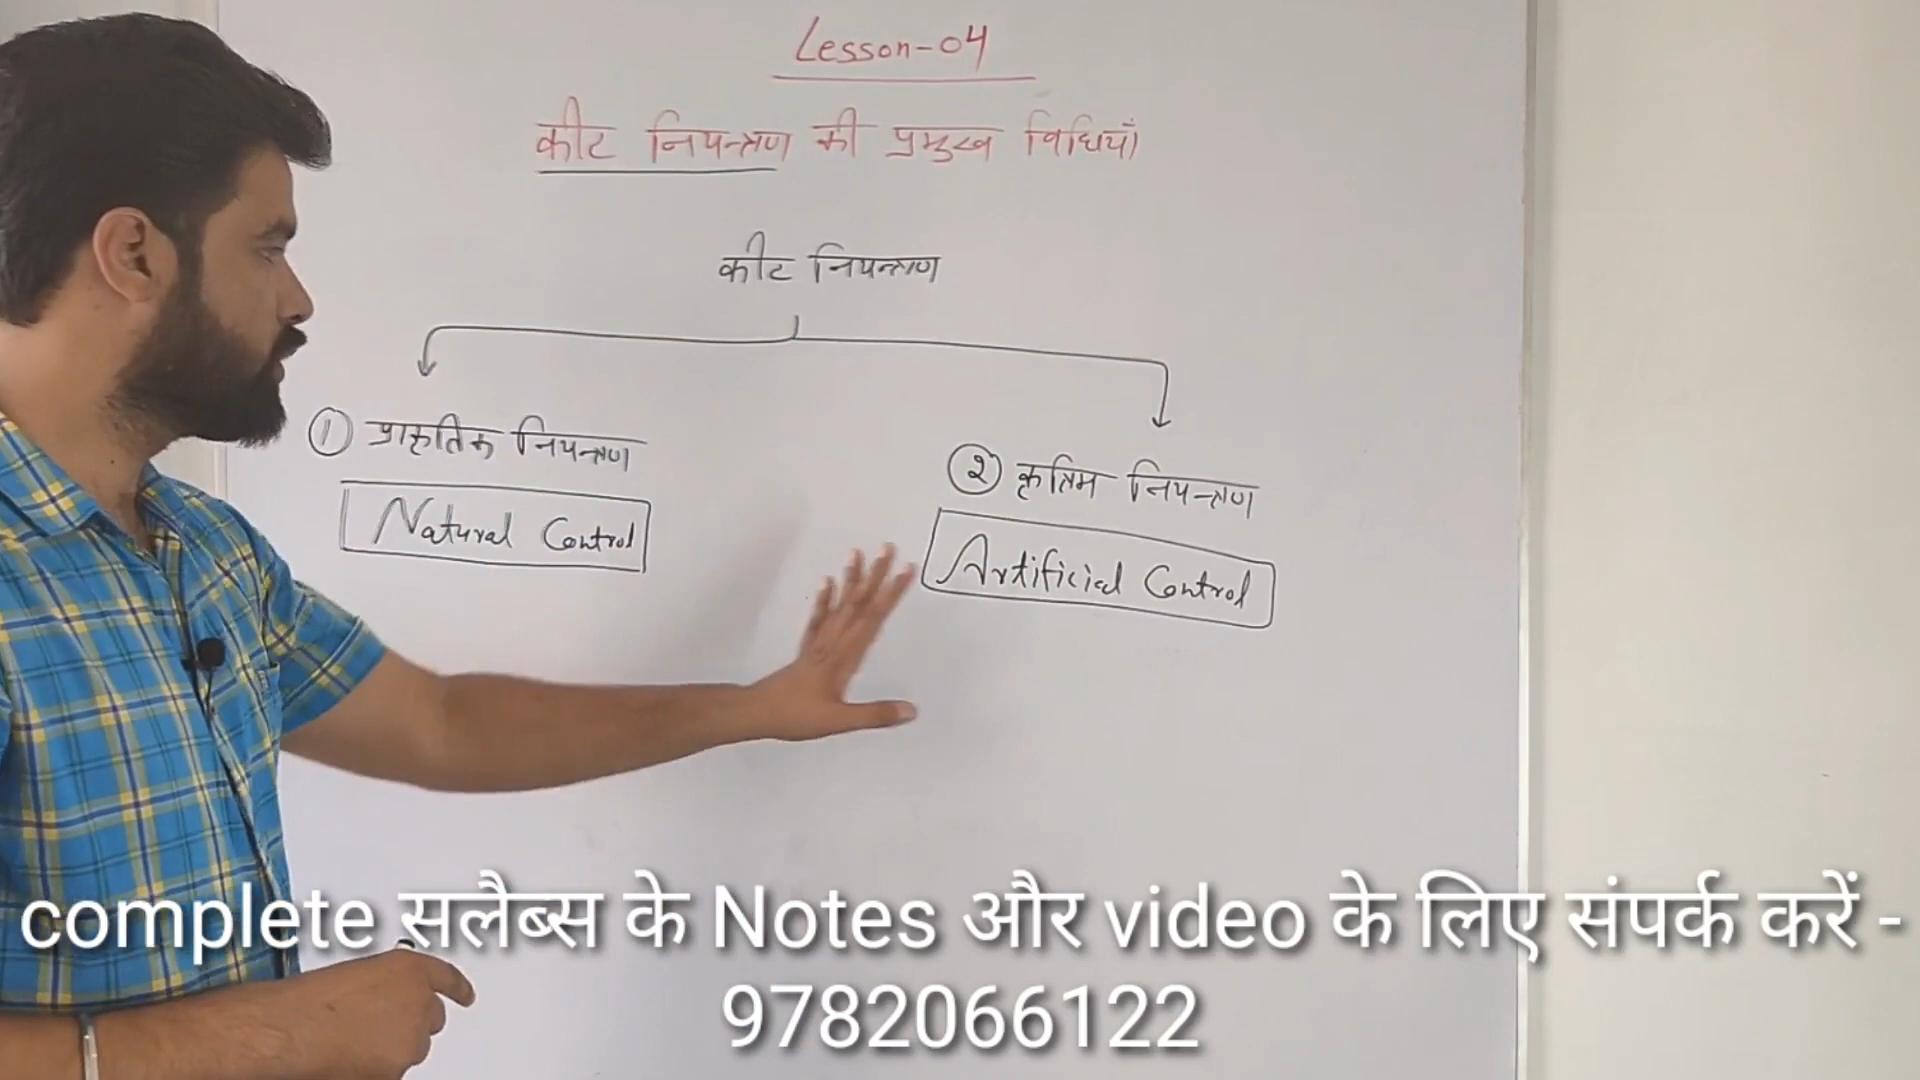 Lesson-04
कीट नियन्त्रण की प्रमुख विधियाँ
कीट नियन्त्रण
① प्राकृतिक नियन्त्रण
Natural Control
② कृत्रिम नियन्त्रण
Artificial Control
complete सलैब्स के Notes और video के लिए संपर्क करें -
9782066122